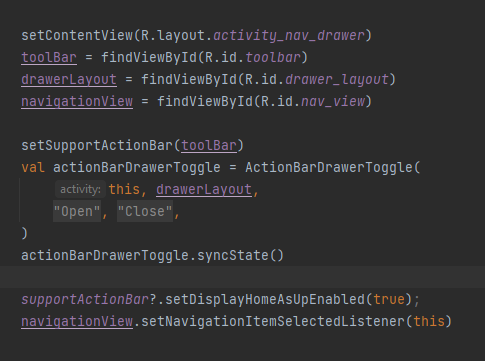 setContentView(R.layout.activity_nav_drawer)
toolBar = findViewById(R.id.toolbar)
drawerLayout = findViewById(R.id.drawer_layout)
navigationView = findViewById(R.id.nav_view)
setSupportActionBar(toolBar)
val actionBarDrawerToggle = ActionBarDrawerToggle(
activity: this, drawerLayout,
"Open", "Close",
)
actionBarDrawerToggle.syncState()
supportActionBar?.setDisplayHomeAsUpEnabled(true);
navigationView.setNavigationItemSelectedListener(this)